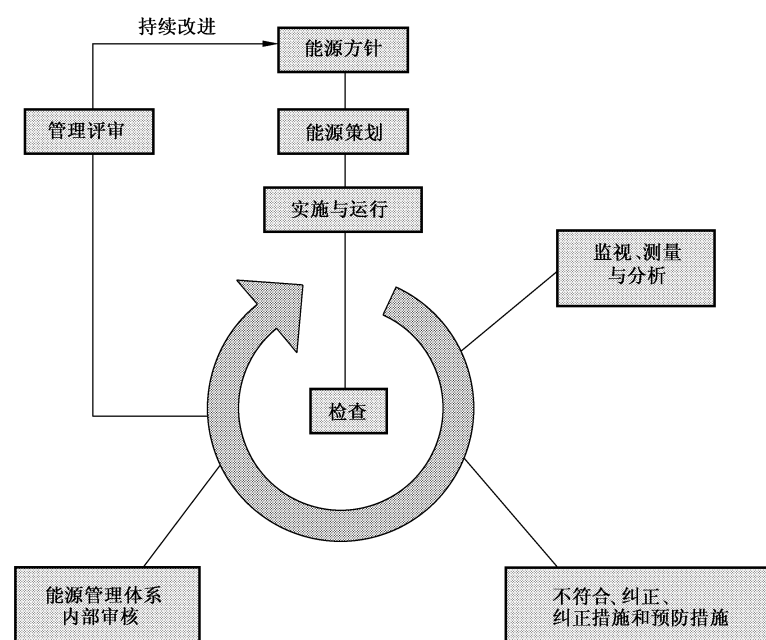 持续改进
能源方针
管理评审
能源策划
实施与运行
监视、测量
与分析
检查
能源管理体系
内部审核
不符合、纠正、
纠正措施和预防措施